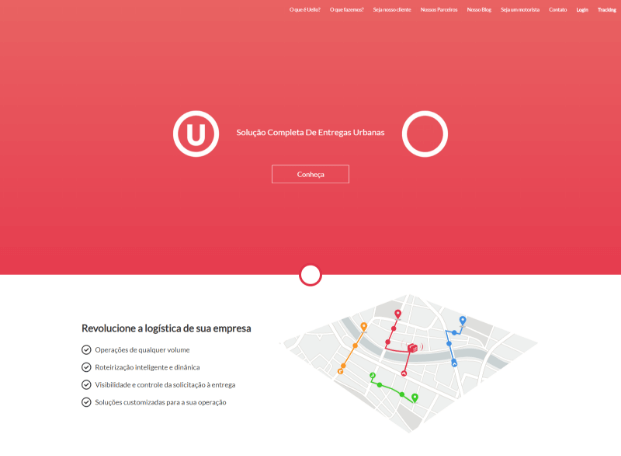 O que é Uello? O que fazemos? Seja nosso cliente Nossos Parceiros Nosso Blog Seja um motorista Contato Login Tracking
U
Solução Completa De Entregas Urbanas
Conheça
Revolucione a logística de sua empresa
Operações de qualquer volume
Roteirização inteligente e dinânica
Visibilidade e controle da solicitação à entrega
Soluções customizadas para a sua operação